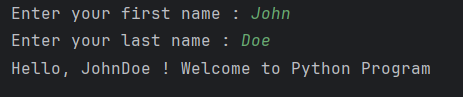 Enter your first name : John
Enter your last name : Doe
Hello, JohnDoe ! Welcome to Python Program